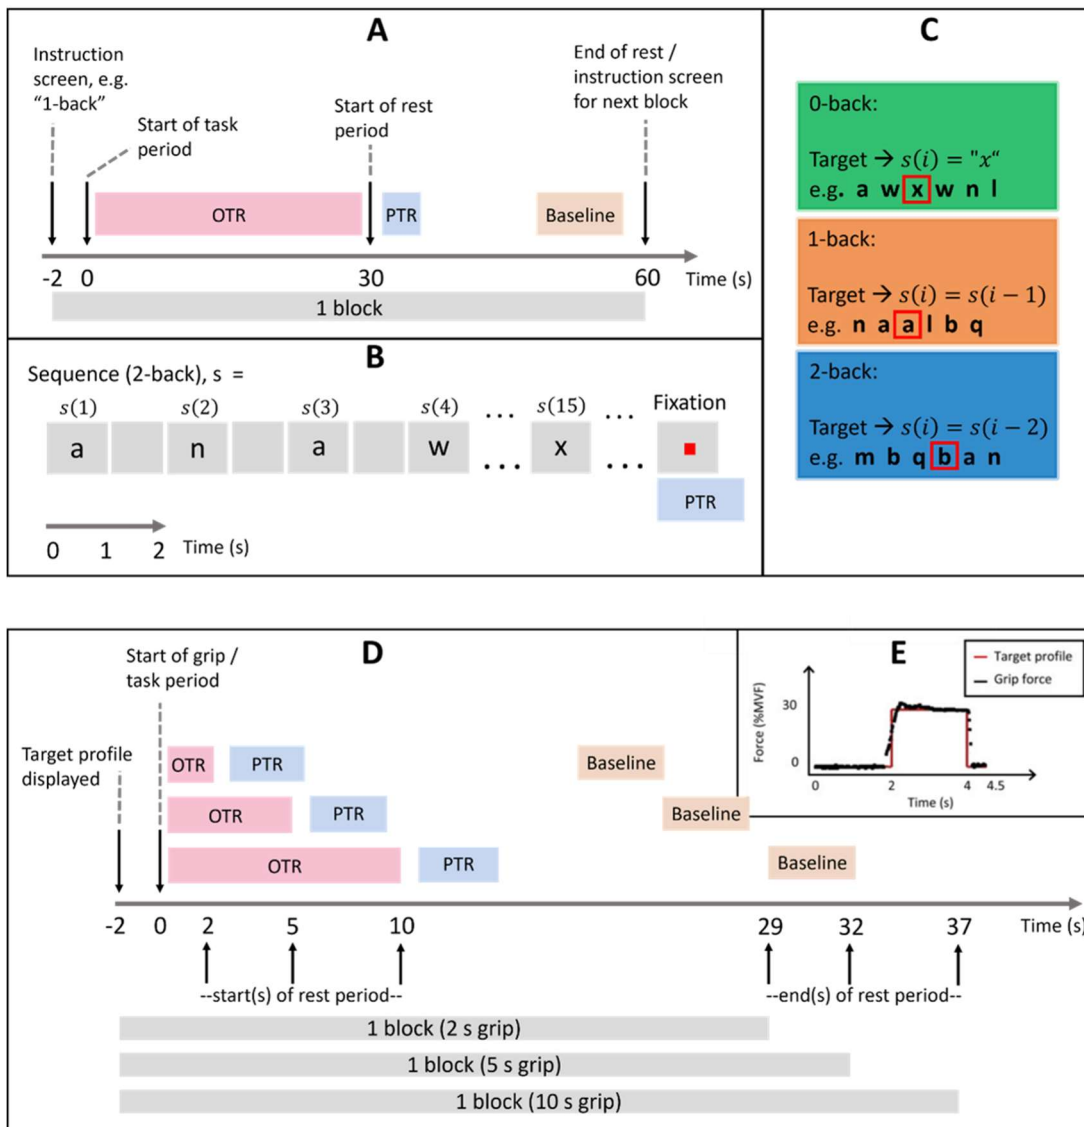 A
Instruction
screen, e.g.
“1-back”
Start of task
period
Start of rest
period
End of rest /
instruction screen
for next block
OTR
PTR
Baseline
-2 0 30 60 Time (s)
1 block
B
Sequence (2-back), s =
s(1) s(2) s(3) s(4) ... s(15) ... Fixation
a n a w ... x ...
PTR
0 1 2 Time (s)
C
0-back:
Target → s(i) = "x“
e.g. a w x w n l
1-back:
Target → s(i) = s(i − 1)
e.g. n a a l b q
2-back:
Target → s(i) = s(i − 2)
e.g. m b q b a n
D
Start of grip /
task period
Target profile
displayed
OTR PTR Baseline
OTR PTR Baseline
OTR PTR Baseline
-2 0 2 5 10 29 32 37 Time (s)
--start(s) of rest period-- --end(s) of rest period--
1 block (2 s grip)
1 block (5 s grip)
1 block (10 s grip)
E
Target profile
Grip force
Force (%MVF)
30
0
0 2 4 4.5
Time (s)